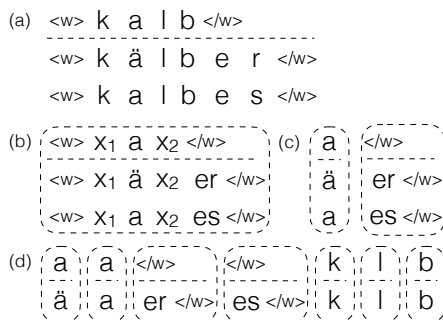 (a) <w> k a l b </w>
<w> k ä l b e r </w>
<w> k a l b e s </w>
(b) <w> x₁ a x₂ </w> (c) a </w>
<w> x₁ ä x₂ er </w> ä er </w>
<w> x₁ a x₂ es </w> a es </w>
(d) a a </w> </w> k l b
ä a er </w> es </w> k l b